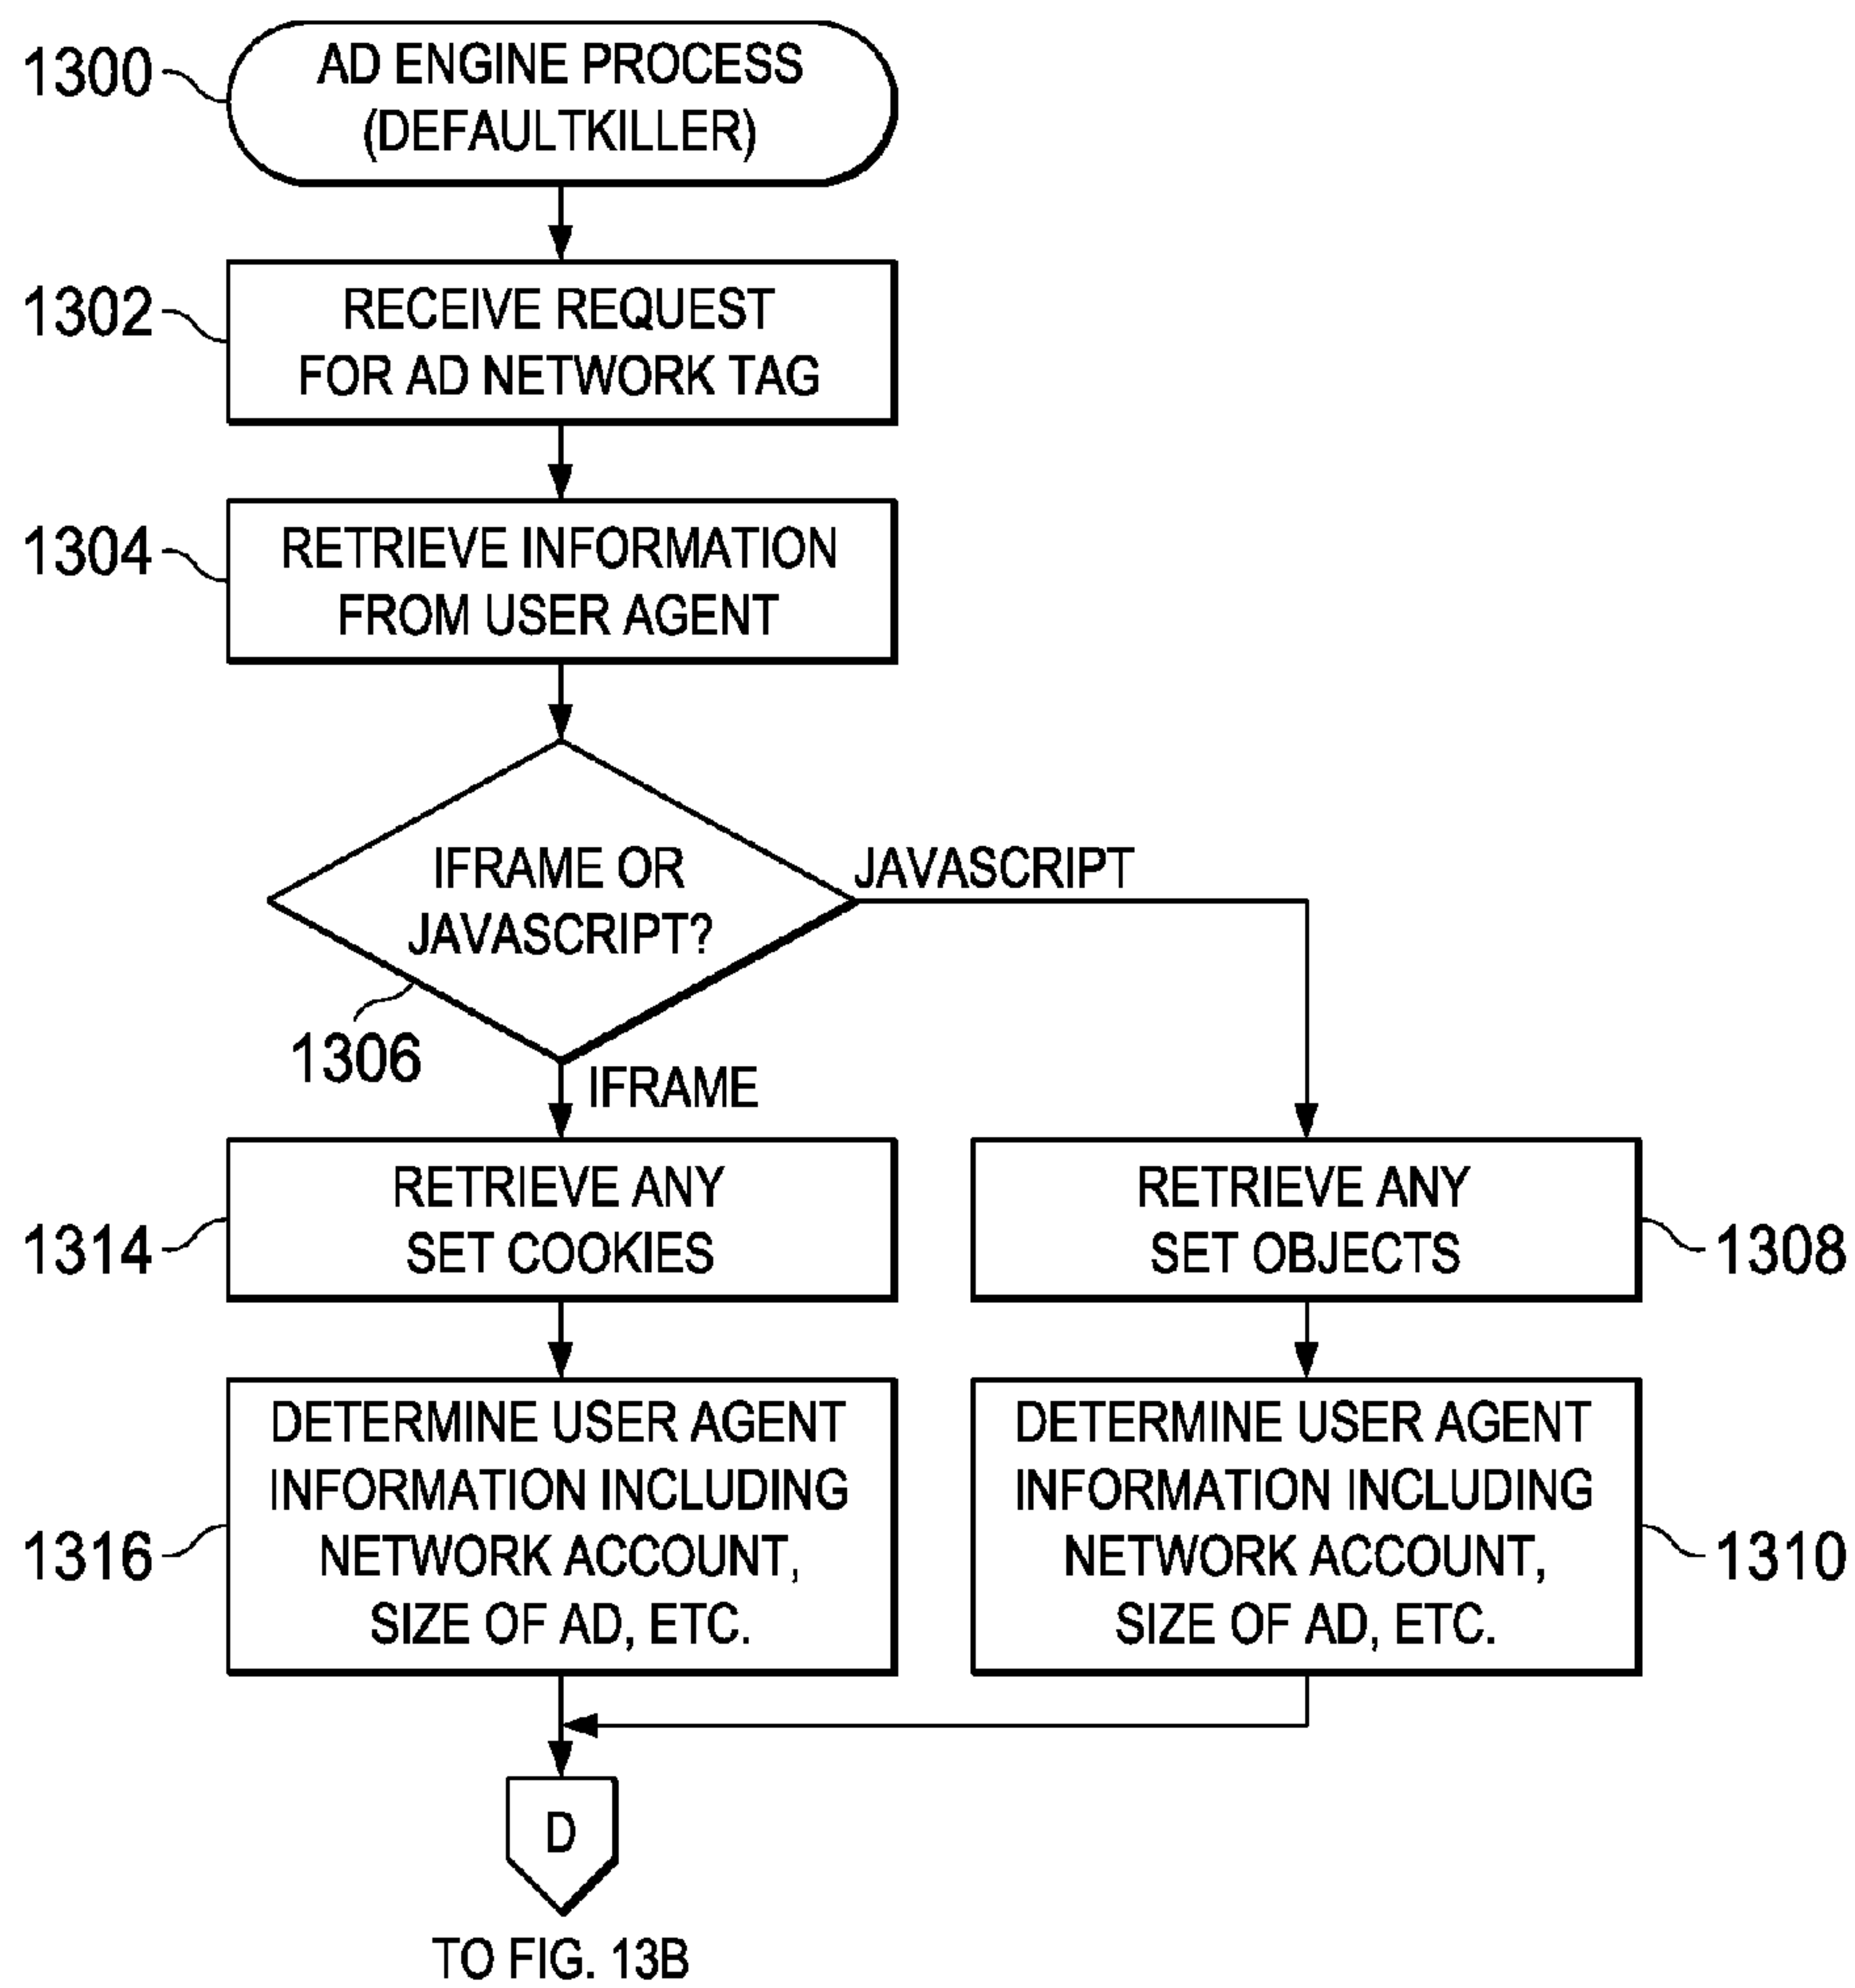 1300
AD ENGINE PROCESS
(DEFAULTKILLER)
1302
RECEIVE REQUEST
FOR AD NETWORK TAG
1304
RETRIEVE INFORMATION
FROM USER AGENT
IFRAME OR
JAVASCRIPT?
JAVASCRIPT
1306
IFRAME
1314
RETRIEVE ANY
SET COOKIES
RETRIEVE ANY
SET OBJECTS
1308
1316
DETERMINE USER AGENT
INFORMATION INCLUDING
NETWORK ACCOUNT,
SIZE OF AD, ETC.
DETERMINE USER AGENT
INFORMATION INCLUDING
NETWORK ACCOUNT,
SIZE OF AD, ETC.
1310
D
TO FIG. 13B